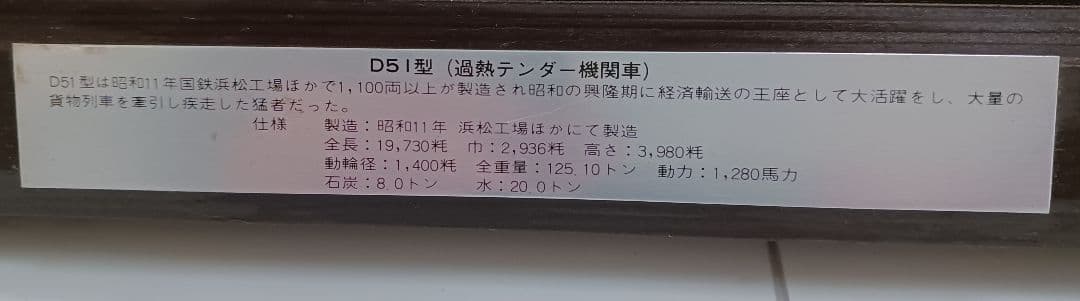 D51型(過熱テンダー機関車)
D51型は昭和11年国鉄浜松工場ほかで1,100両以上が製造され昭和の興隆期に経済輸送の王座として大活躍をし、大量の
貨物列車を牽引し疾走した猛者だった。
仕様 製造:昭和11年 浜松工場ほかにて製造
全長:19,730粍 巾:2,936粍 高さ:3,980粍
動輪径:1,400粍 全重量:125.10トン 動力:1,280馬力
石炭:8.0トン 水:20.0トン